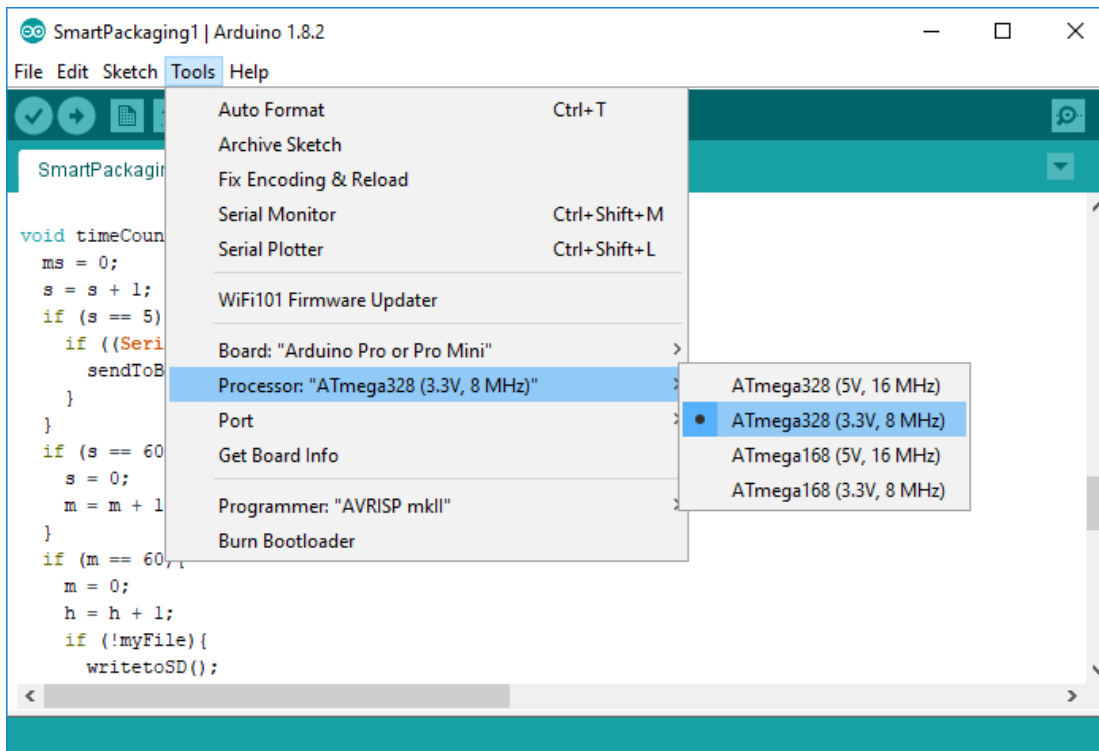 SmartPackaging1 | Arduino 1.8.2
File Edit Sketch Tools Help
Auto Format Ctrl+T
Archive Sketch
Fix Encoding & Reload
Serial Monitor Ctrl+Shift+M
Serial Plotter Ctrl+Shift+L
WiFi101 Firmware Updater
Board: "Arduino Pro or Pro Mini"
Processor: "ATmega328 (3.3V, 8 MHz)"
Port
Get Board Info
Programmer: "AVRISP mkII"
Burn Bootloader
ATmega328 (5V, 16 MHz)
ATmega328 (3.3V, 8 MHz)
ATmega168 (5V, 16 MHz)
ATmega168 (3.3V, 8 MHz)
SmartPackagin
void timeCoun
ms = 0;
s = s + 1;
if (s == 5)
if ((Seri
sendToB
}
}
if (s == 60
s = 0;
m = m + 1
}
if (m == 60){
m = 0;
h = h + 1;
if (!myFile){
writetoSD();